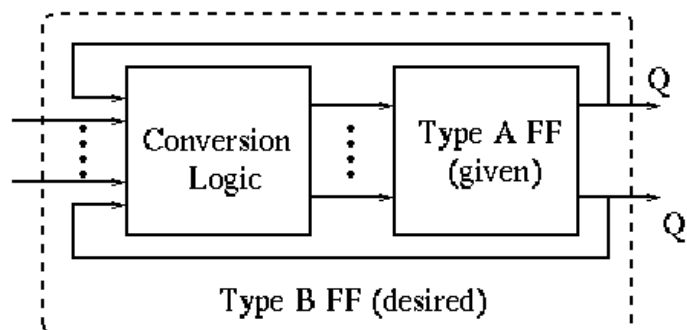 Q
Conversion
Logic
Type A FF
(given)
Q
Type B FF (desired)